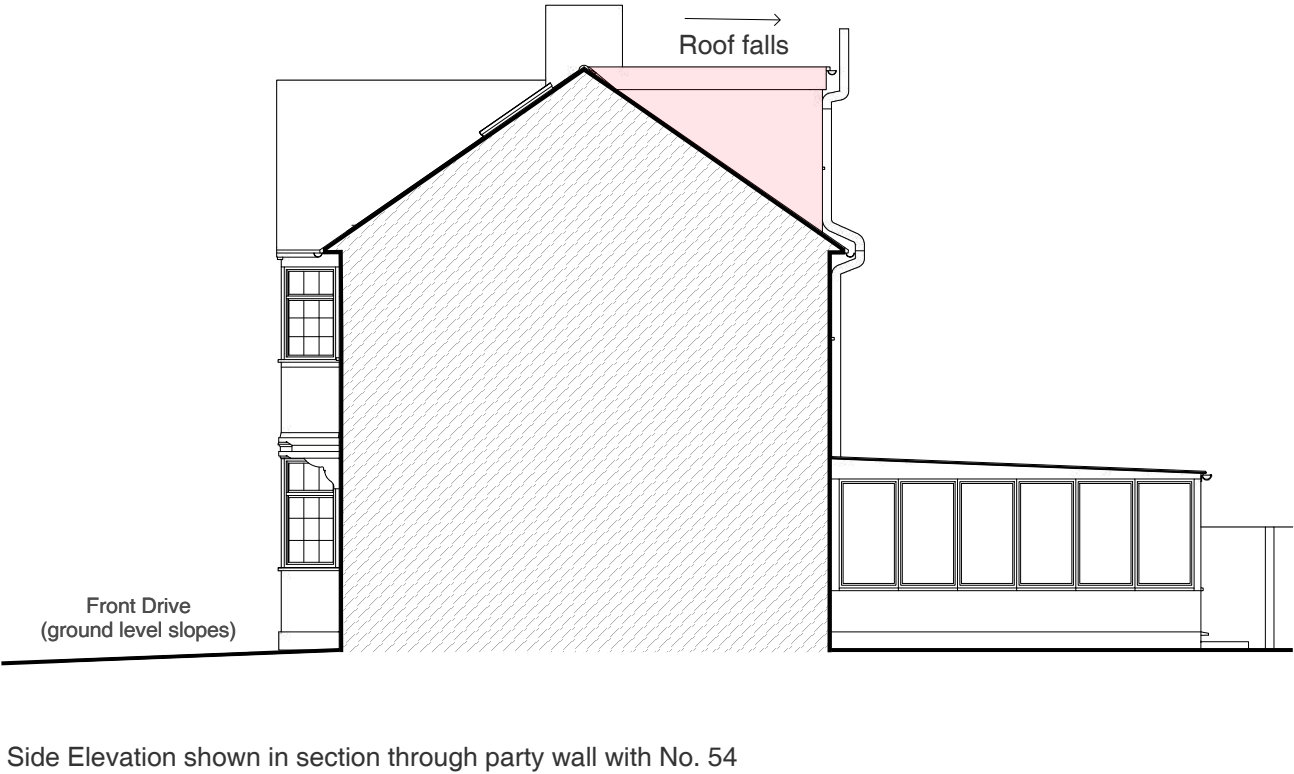 Roof falls
Front Drive
(ground level slopes)
Side Elevation shown in section through party wall with No. 54